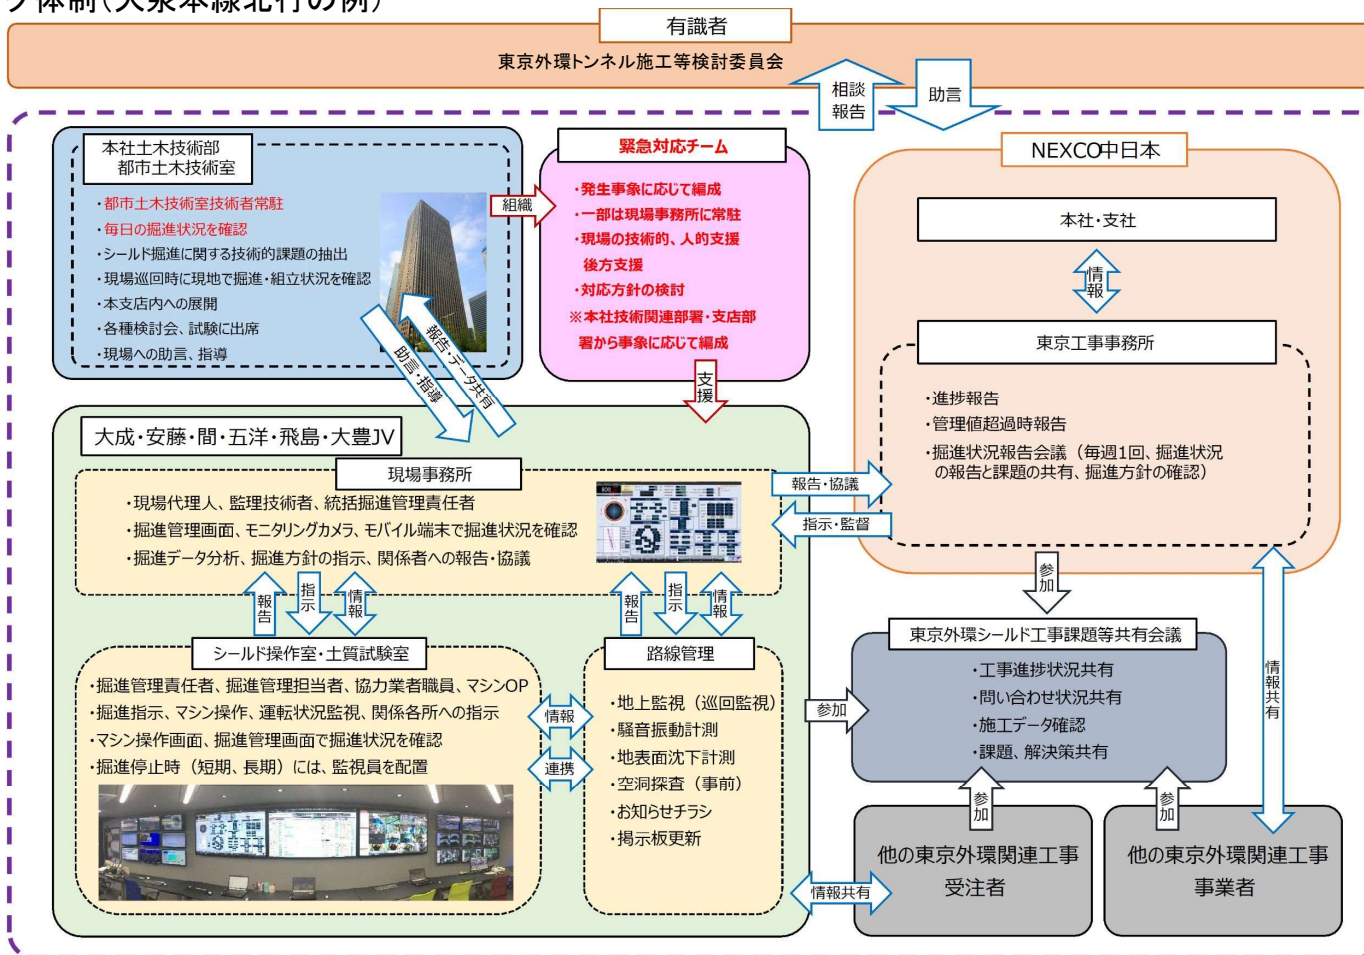 有識者
東京外環トンネル施工等検討委員会
相談
報告
助言
本社土木技術部
都市土木技術室
・都市土木技術室技術者常駐
・毎日の掘進状況を確認
・シールド掘進に関する技術的課題の抽出
・現場巡回時に現地で掘進・組立状況を確認
・本支店内への展開
・各種検討会、試験に出席
・現場への助言、指導
組織
緊急対応チーム
・発生事象に応じて編成
・一部は現場事務所に常駐
・現場の技術的、人的支援
後方支援
・対応方針の検討
※本社技術関連部署・支店部
署から事象に応じて編成
支援
報告・データ共有
助言・指導
NEXCO中日本
本社・支社
情報
東京工事事務所
・進捗報告
・管理値超過時報告
・掘進状況報告会議（毎週1回、掘進状況
の報告と課題の共有、掘進方針の確認）
大成・安藤・間・五洋・飛島・大豊JV
現場事務所
・現場代理人、監理技術者、統括掘進管理責任者
・掘進管理画面、モニタリングカメラ、モバイル端末で掘進状況を確認
・掘進データ分析、掘進方針の指示、関係者への報告・協議
報告・協議
指示・監督
報告
指示
情報
報告
指示
情報
参加
シールド操作室・土質試験室
・掘進管理責任者、掘進管理担当者、協力業者職員、マシンOP
・掘進指示、マシン操作、運転状況監視、関係各所への指示
・マシン操作画面、掘進管理画面で掘進状況を確認
・掘進停止時（短期、長期）には、監視員を配置
情報
連携
路線管理
・地上監視（巡回監視）
・騒音振動計測
・地表面沈下計測
・空洞探査（事前）
・お知らせチラシ
・掲示板更新
参加
東京外環シールド工事課題等共有会議
・工事進捗状況共有
・問い合わせ状況共有
・施工データ確認
・課題、解決策共有
情報共有
参加
参加
情報共有
他の東京外環関連工事
受注者
他の東京外環関連工事
事業者